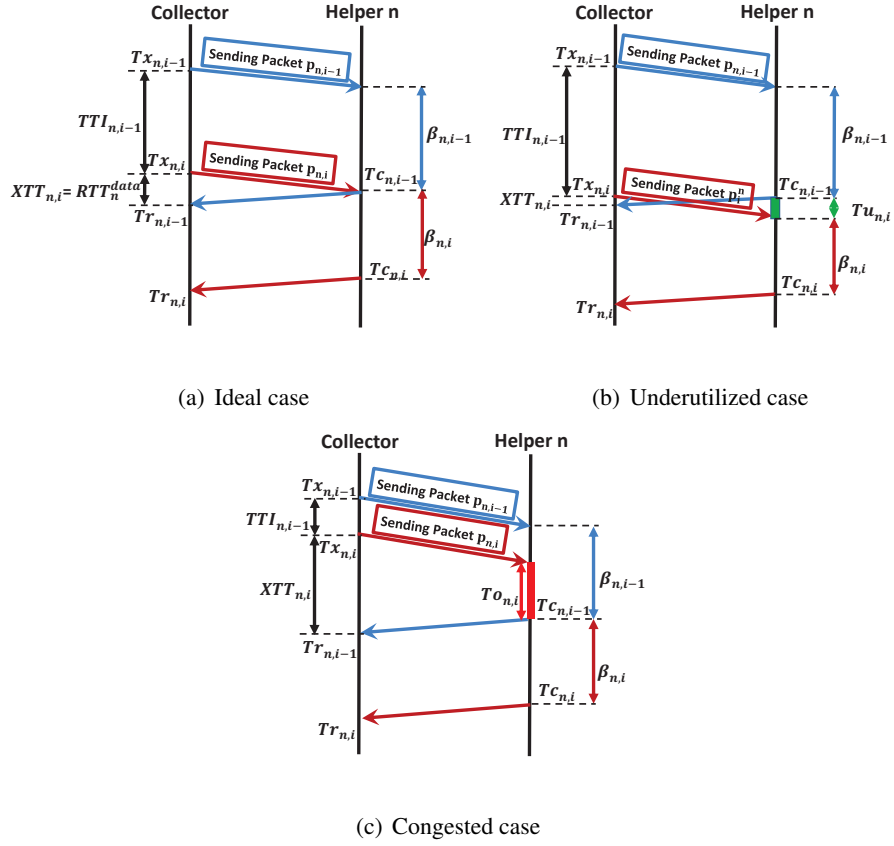 Collector Helper n
Tx_{n,i−1}
Sending Packet p_{n,i−1}
TTI_{n,i−1}
β_{n,i−1}
Tx_{n,i}
Sending Packet p_{n,i}
Tc_{n,i−1}
XTT_{n,i} = RTT_n^{data}
Tr_{n,i−1}
β_{n,i}
Tc_{n,i}
Tr_{n,i}
(a) Ideal case
Collector Helper n
Tx_{n,i−1}
Sending Packet p_{n,i−1}
TTI_{n,i−1}
β_{n,i−1}
Tx_{n,i}
Sending Packet p_i^n
Tc_{n,i−1}
XTT_{n,i}
Tr_{n,i−1}
Tu_{n,i}
β_{n,i}
Tc_{n,i}
Tr_{n,i}
(b) Underutilized case
Collector Helper n
Tx_{n,i−1}
Sending Packet p_{n,i−1}
TTI_{n,i−1}
Sending Packet p_{n,i}
Tx_{n,i}
β_{n,i−1}
XTT_{n,i}
To_{n,i}
Tc_{n,i−1}
Tr_{n,i−1}
β_{n,i}
Tc_{n,i}
Tr_{n,i}
(c) Congested case